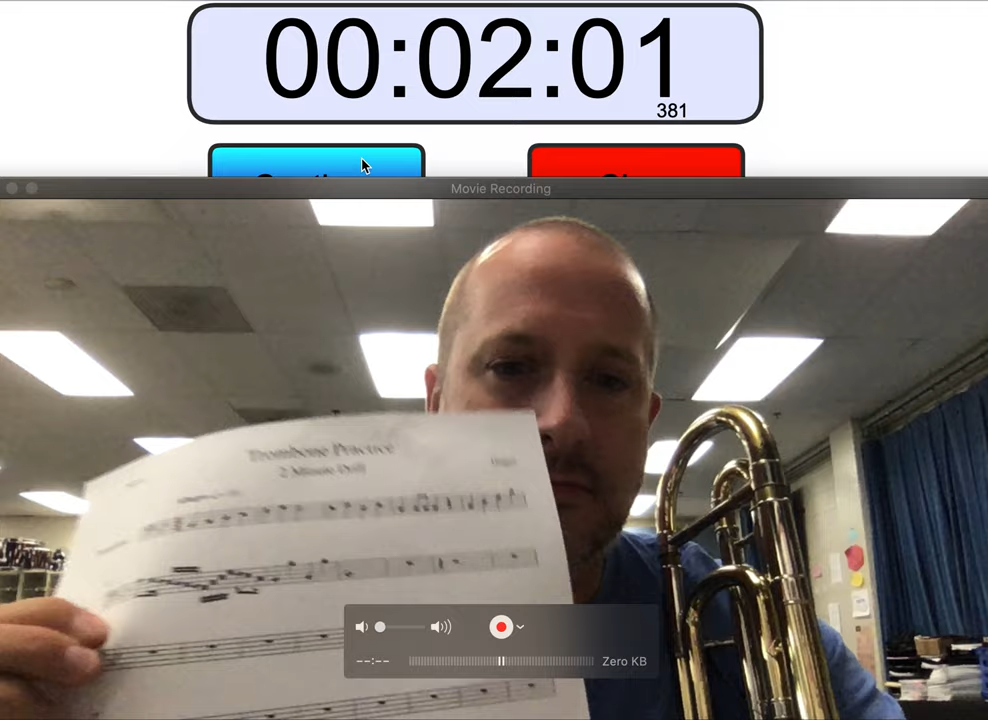 00:02:01
381
Movie Recording
Trombone Practice
2 Minute Drill
--:--
Zero KB